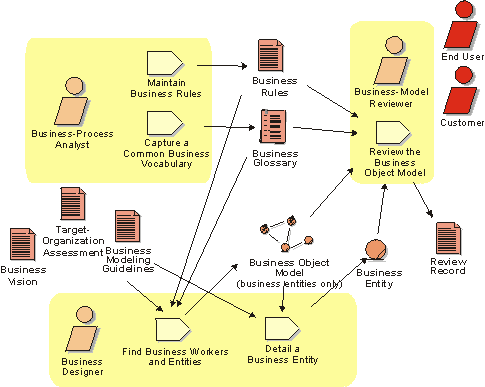 End User
Maintain
Business Rules
Business
Rules
Business-Model
Reviewer
Customer
Business-Process
Analyst
Capture a
Common Business
Vocabulary
Business
Glossary
Review the
Business
Object Model
Target-
Organization
Assessment
Business
Vision
Business
Modeling
Guidelines
Business Object
Model
(business entities only)
Business
Entity
Review
Record
Business
Designer
Find Business Workers
and Entities
Detail a
Business Entity